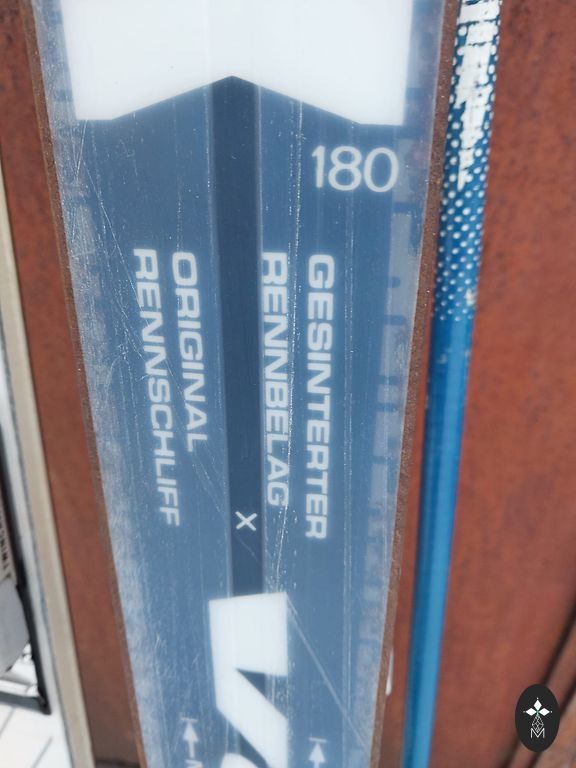 180
ORIGINAL
RENNSCHLIFF
GESINTERTER
RENNBELAG
X
M